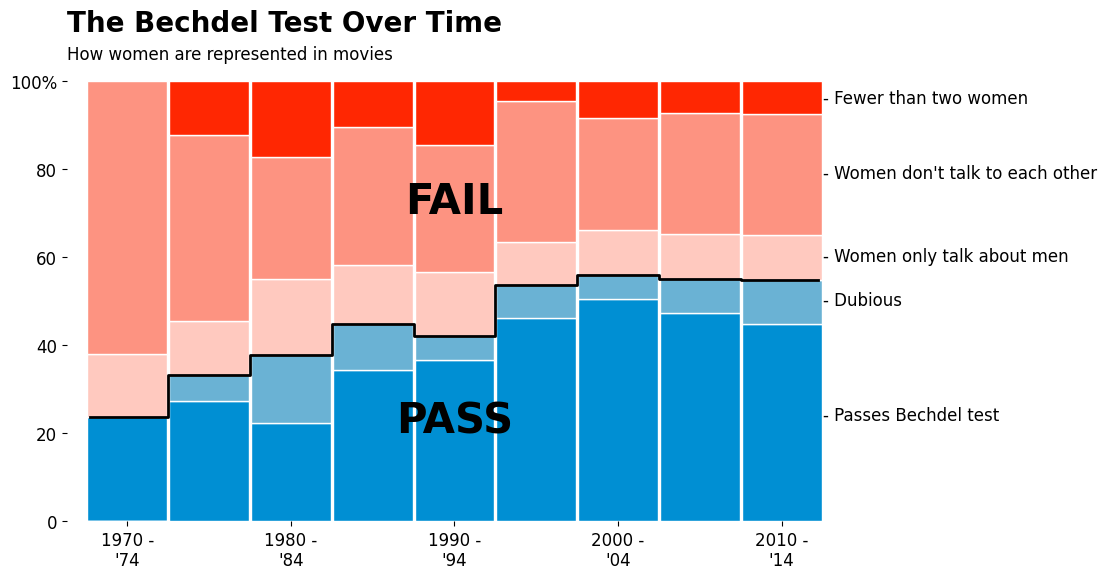 The Bechdel Test Over Time
How women are represented in movies
100%
80
60
40
20
0
FAIL
PASS
- Fewer than two women
- Women don't talk to each other
- Women only talk about men
- Dubious
- Passes Bechdel test
1970 -
'74
1980 -
'84
1990 -
'94
2000 -
'04
2010 -
'14